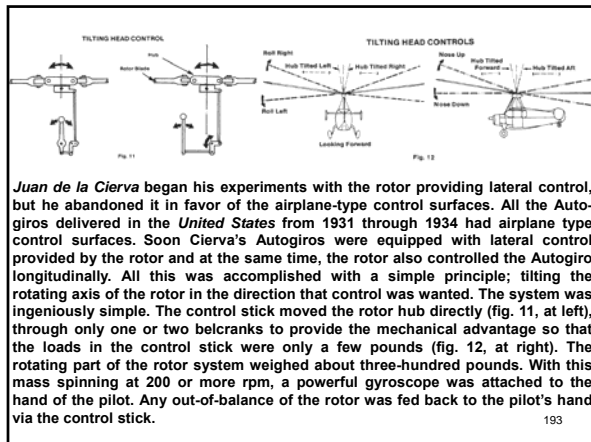 TILTING HEAD CONTROL
Hub
Rotor Blade
Fig. 11
TILTING HEAD CONTROLS
Roll Right
Hub Tilted Left
Hub Tilted Right
Roll Left
Looking Forward
Nose Up
Hub Tilted
Forward
Hub Tilted Aft
Nose Down
Fig. 12
Juan de la Cierva began his experiments with the rotor providing lateral control,
but he abandoned it in favor of the airplane-type control surfaces. All the Auto-
giros delivered in the United States from 1931 through 1934 had airplane type
control surfaces. Soon Cierva's Autogiros were equipped with lateral control
provided by the rotor and at the same time, the rotor also controlled the Autogiro
longitudinally. All this was accomplished with a simple principle; tilting the
rotating axis of the rotor in the direction that control was wanted. The system was
ingeniously simple. The control stick moved the rotor hub directly (fig. 11, at left),
through only one or two belcranks to provide the mechanical advantage so that
the loads in the control stick were only a few pounds (fig. 12, at right). The
rotating part of the rotor system weighed about three-hundred pounds. With this
mass spinning at 200 or more rpm, a powerful gyroscope was attached to the
hand of the pilot. Any out-of-balance of the rotor was fed back to the pilot's hand
via the control stick.
193